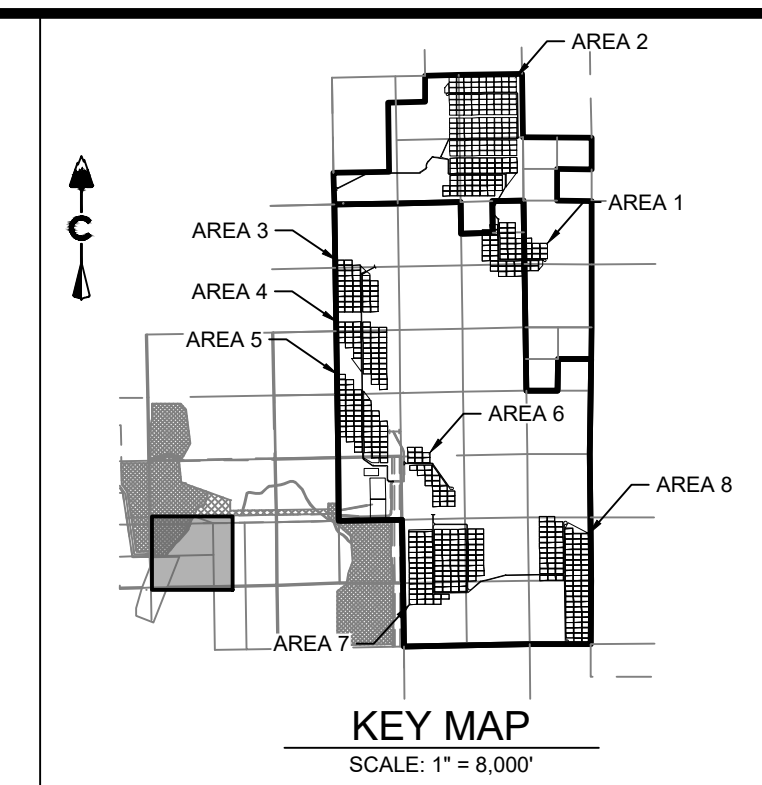 AREA 2
AREA 1
AREA 3
AREA 4
AREA 5
AREA 6
AREA 8
AREA 7
KEY MAP
SCALE: 1" = 8,000'